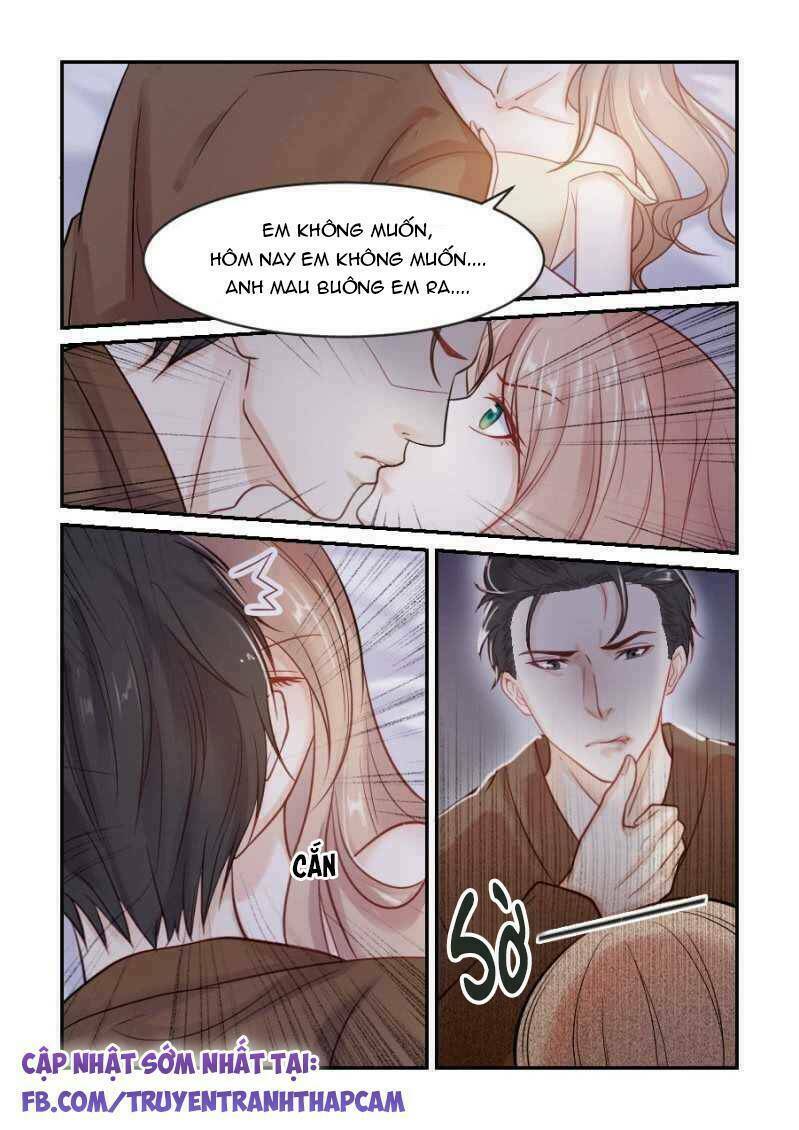 EM KHÔNG MUỐN,
HÔM NAY EM KHÔNG MUỐN....
ANH MAU BUÔNG EM RA....
CẮN
SỜ
CẬP NHẬT SỚM NHẤT TẠI:
FB.COM/TRUYENTRANHTHAPCAM